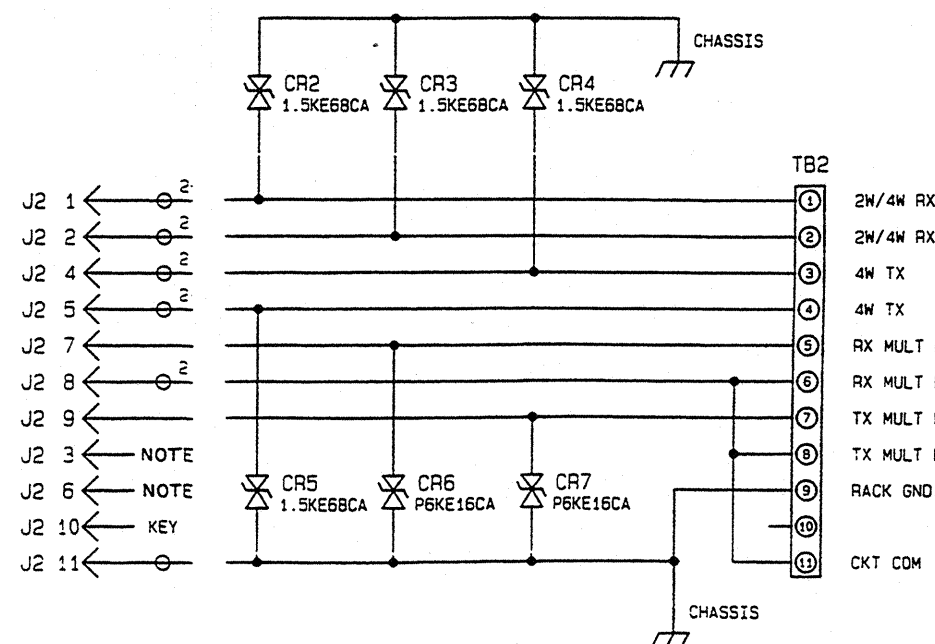 CHASSIS
CR2
1.5KE68CA
CR3
1.5KE68CA
CR4
1.5KE68CA
TB2
J2 1 2 1 2W/4W RX
J2 2 2 2 2W/4W RX
J2 4 2 3 4W TX
J2 5 2 4 4W TX
J2 7 5 RX MULT
J2 8 2 6 RX MULT
J2 9 7 TX MULT
J2 3 NOTE 8 TX MULT
J2 6 NOTE 9 RACK GND
CR5
1.5KE68CA
CR6
P6KE16CA
CR7
P6KE16CA
J2 10 KEY 10
J2 11 11 CKT COM
CHASSIS